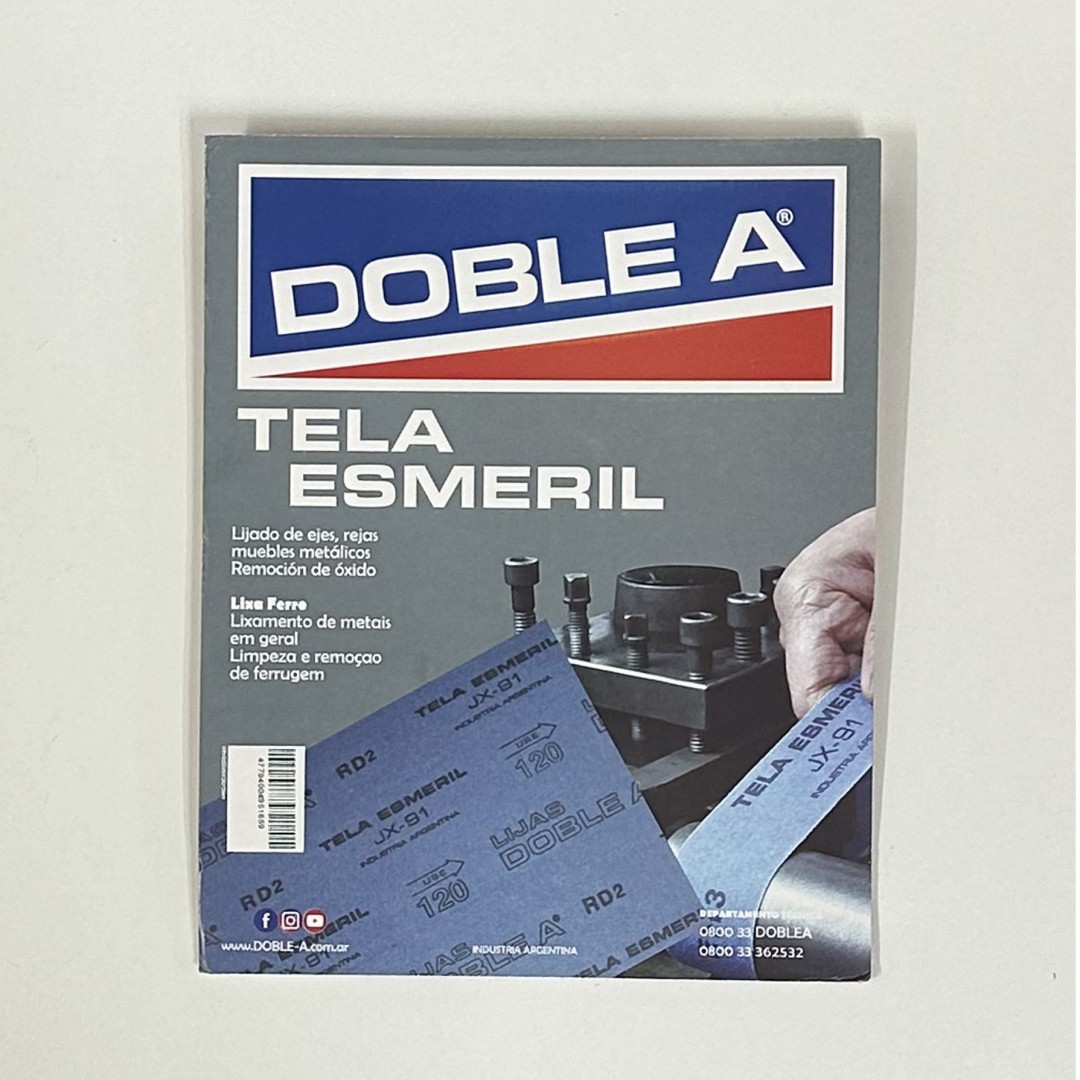 DOBLE A®
TELA
ESMERIL
Lijado de ejes, rejas
muebles metálicos
Remoción de óxido
Lixa Ferro
Lixamento de metais
em geral
Limpeza e remoçao
de ferrugem
TELA ESMERIL
JX-91
INDUSTRIA ARGENTINA
RD2
USE
120
TELA ESMERIL
JX-91
INDUSTRIA ARGENTINA
LIJAS
DOBLE A
TELA ESMERIL
JX-91
INDUSTRIA
RD2
USE
120
RD2
www.DOBLE-A.com.ar
INDUSTRIA ARGENTINA
DEPARTAMENTO TÉCNICO
0800 33 DOBLEA
0800 33 362532